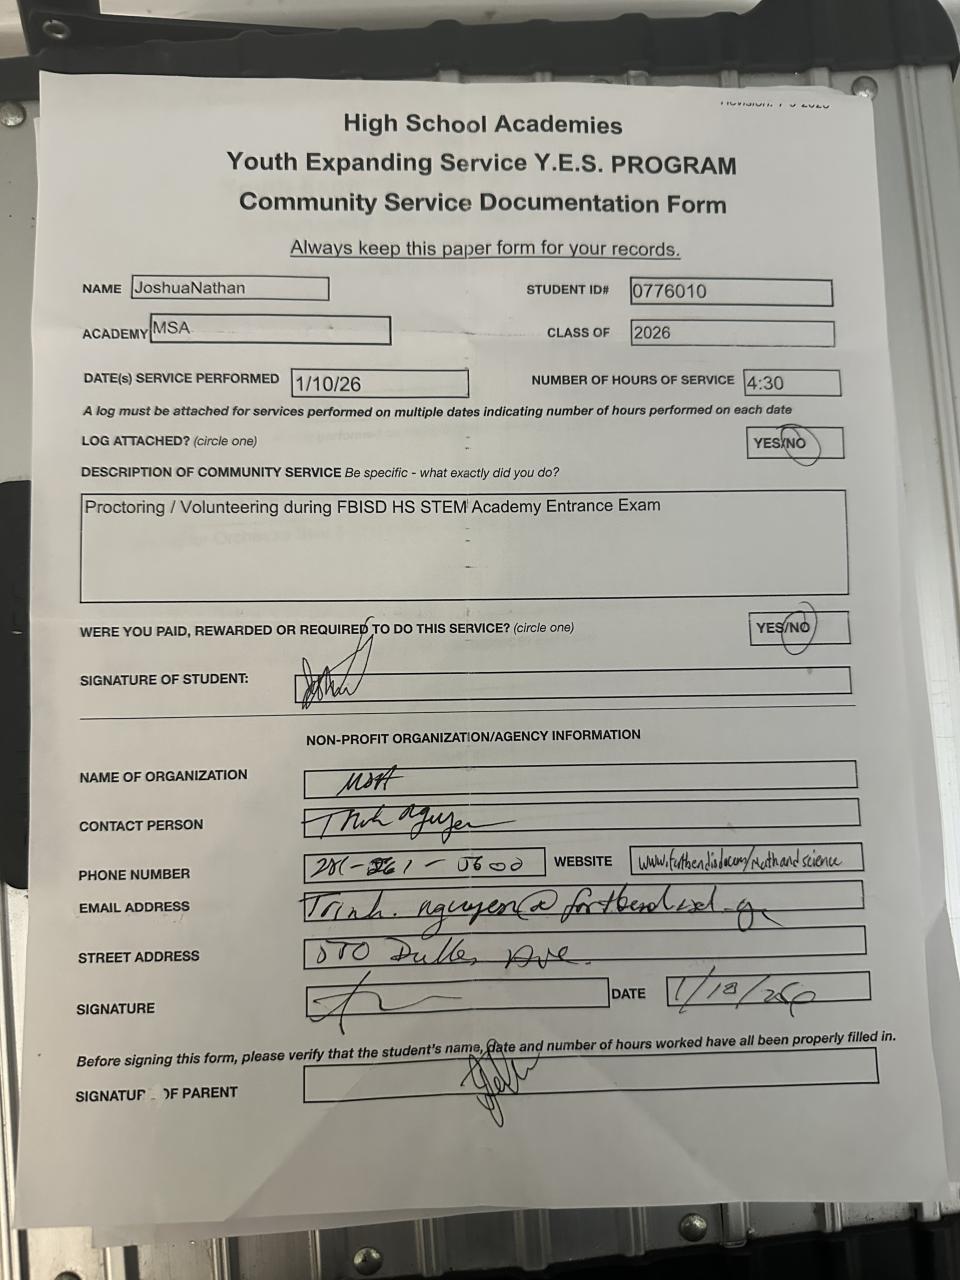 High School Academies
Youth Expanding Service Y.E.S. PROGRAM
Community Service Documentation Form
Always keep this paper form for your records.
NAME JoshuaNathan STUDENT ID# 0776010
ACADEMY MSA CLASS OF 2026
DATE(s) SERVICE PERFORMED 1/10/26 NUMBER OF HOURS OF SERVICE 4:30
A log must be attached for services performed on multiple dates indicating number of hours performed on each date
LOG ATTACHED? (circle one) YES/NO
DESCRIPTION OF COMMUNITY SERVICE Be specific - what exactly did you do?
Proctoring / Volunteering during FBISD HS STEM Academy Entrance Exam
WERE YOU PAID, REWARDED OR REQUIRED TO DO THIS SERVICE? (circle one) YES/NO
SIGNATURE OF STUDENT:
NON-PROFIT ORGANIZATION/AGENCY INFORMATION
NAME OF ORGANIZATION MSA
CONTACT PERSON Trinh Nguyen
PHONE NUMBER WEBSITE
EMAIL ADDRESS Trinh.nguyen@
STREET ADDRESS Dulles Ave.
SIGNATURE DATE
Before signing this form, please verify that the student's name, date and number of hours worked have all been properly filled in.
SIGNATUR OF PARENT